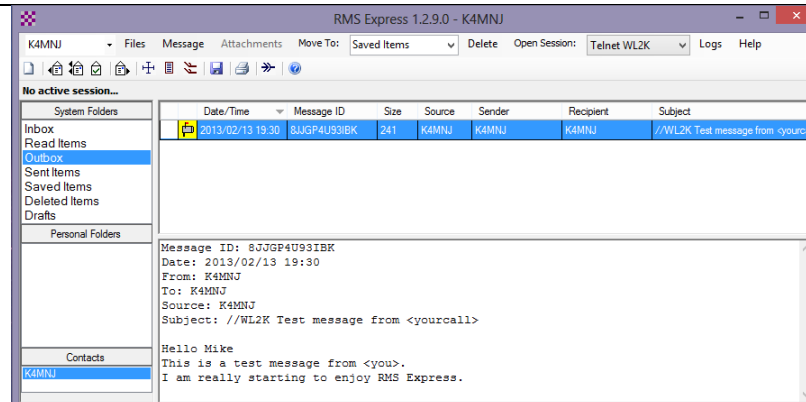 RMS Express 1.2.9.0 - K4MNJ
K4MNJ Files Message Attachments Move To: Saved Items Delete Open Session: Telnet WL2K Logs Help
No active session...
System Folders
Inbox
Read Items
Outbox
Sent Items
Saved Items
Deleted Items
Drafts
Personal Folders
Contacts
K4MNJ
Date/Time Message ID Size Source Sender Recipient Subject
2013/02/13 19:30 8JJGP4U93IBK 241 K4MNJ K4MNJ K4MNJ //WL2K Test message from <yourc
Message ID: 8JJGP4U93IBK
Date: 2013/02/13 19:30
From: K4MNJ
To: K4MNJ
Source: K4MNJ
Subject: //WL2K Test message from <yourcall>
Hello Mike
This is a test message from <you>.
I am really starting to enjoy RMS Express.